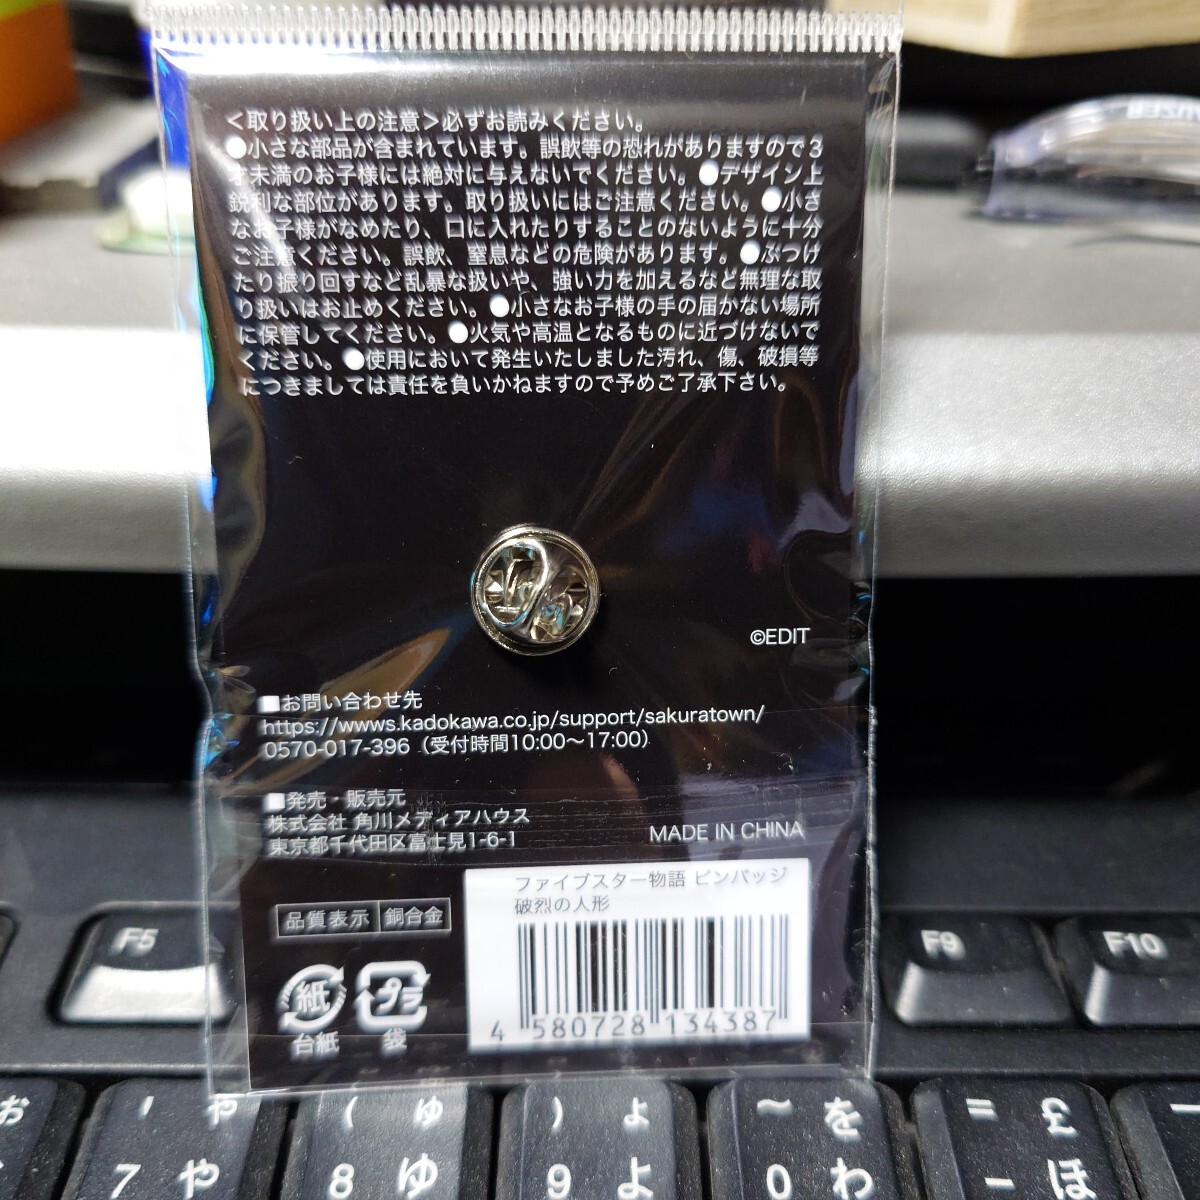 <取り扱い上の注意>必ずお読みください。
●小さな部品が含まれています。誤飲等の恐れがありますので3
才未満のお子様には絶対に与えないでください。●デザイン上
鋭利な部位があります。取り扱いにはご注意ください。●小さ
なお子様がなめたり、口に入れたりすることのないように十分
ご注意ください。誤飲、窒息などの危険があります。●ぶつけ
たり振り回すなど乱暴な扱いや、強い力を加えるなど無理な取
り扱いはお止めください。●小さなお子様の手の届かない場所
に保管してください。●火気や高温となるものに近づけないで
ください。●使用において発生いたしました汚れ、傷、破損等
につきましては責任を負いかねますので予めご了承下さい。
©EDIT
■お問い合わせ先
https://wwws.kadokawa.co.jp/support/sakuratown/
0570-017-396（受付時間10:00〜17:00）
■発売・販売元
株式会社 角川メディアハウス
東京都千代田区富士見1-6-1
MADE IN CHINA
ファイブスター物語 ピンバッジ
破烈の人形
品質表示 銅合金
紙 プラ
台紙 袋
4 580728 134387
F5 F9 F10
お ' や ( ゅ ) ょ ~ を = £
7 や 8 ゆ 9 よ 0 わ - ほ